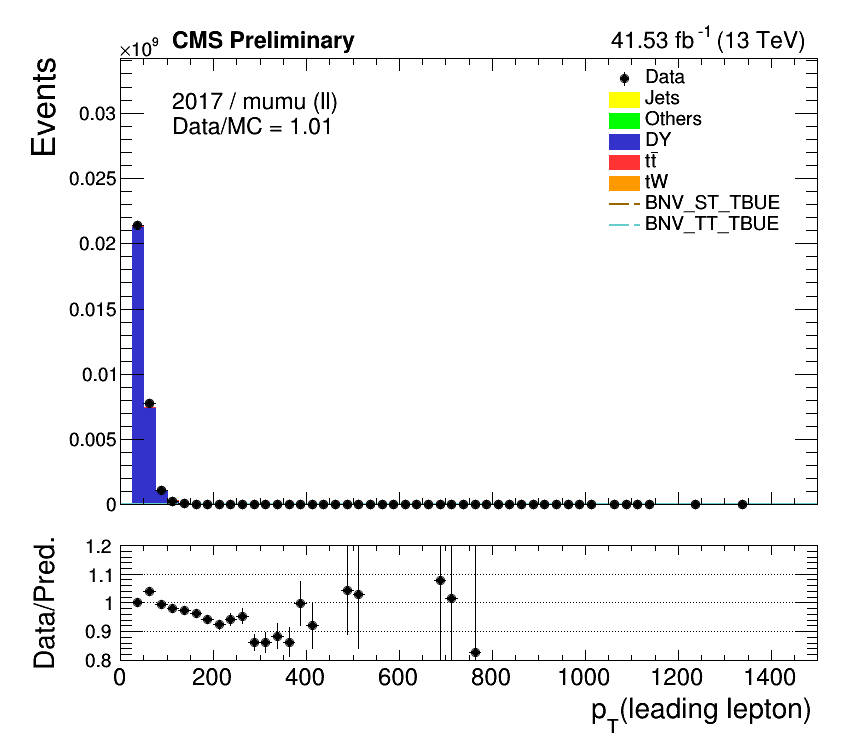 ×10⁹ CMS Preliminary 41.53 fb⁻¹ (13 TeV)
Events
2017 / mumu (ll)
Data/MC = 1.01
Data
Jets
Others
DY
tt̄
tW
BNV_ST_TBUE
BNV_TT_TBUE
0.03
0.025
0.02
0.015
0.01
0.005
0
Data/Pred.
1.2
1.1
1
0.9
0.8
0 200 400 600 800 1000 1200 1400
p_T(leading lepton)